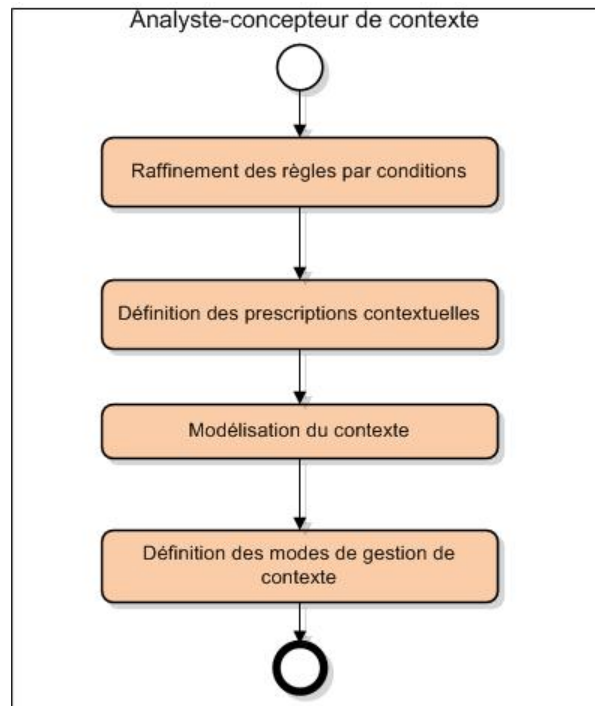 Analyste-concepteur de contexte
Raffinement des règles par conditions
Définition des prescriptions contextuelles
Modélisation du contexte
Définition des modes de gestion de
contexte